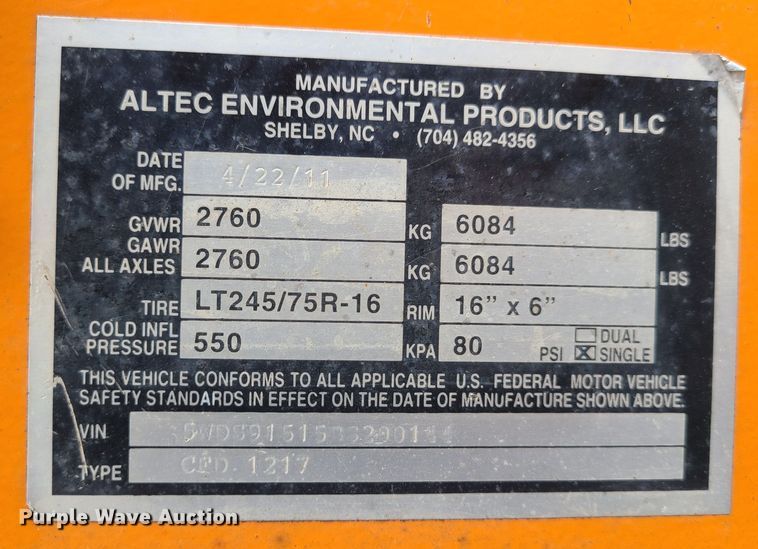 MANUFACTURED BY
ALTEC ENVIRONMENTAL PRODUCTS, LLC
SHELBY, NC • (704) 482-4356
DATE OF MFG. 4/22/11
GVWR 2760 KG 6084 LBS
GAWR ALL AXLES 2760 KG 6084 LBS
TIRE LT245/75R-16 RIM 16" x 6"
COLD INFL PRESSURE 550 KPA 80 PSI DUAL SINGLE
THIS VEHICLE CONFORMS TO ALL APPLICABLE U.S. FEDERAL MOTOR VEHICLE
SAFETY STANDARDS IN EFFECT ON THE DATE OF MANUFACTURE SHOWN ABOVE.
VIN
TYPE CFD 1217
Purple Wave Auction